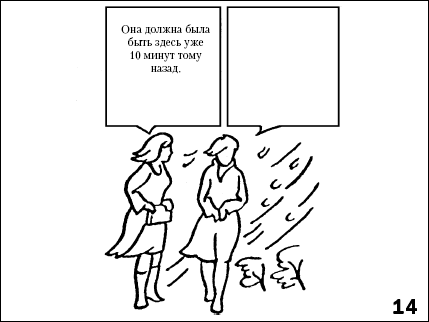 Она должна была
быть здесь уже
10 минут тому
назад.
14